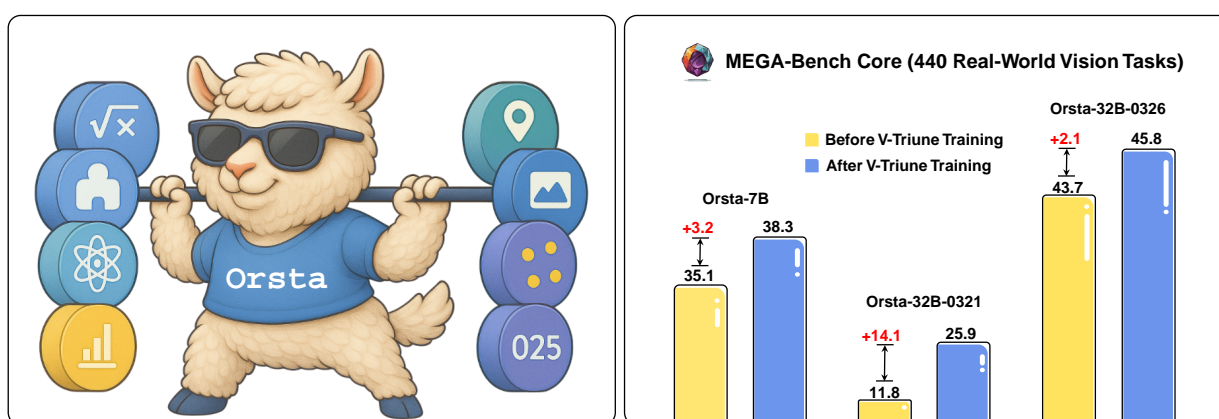 √x
Orsta
025
MEGA-Bench Core (440 Real-World Vision Tasks)
Before V-Triune Training
After V-Triune Training
Orsta-7B
+3.2
35.1
38.3
Orsta-32B-0321
+14.1
11.8
25.9
Orsta-32B-0326
+2.1
43.7
45.8